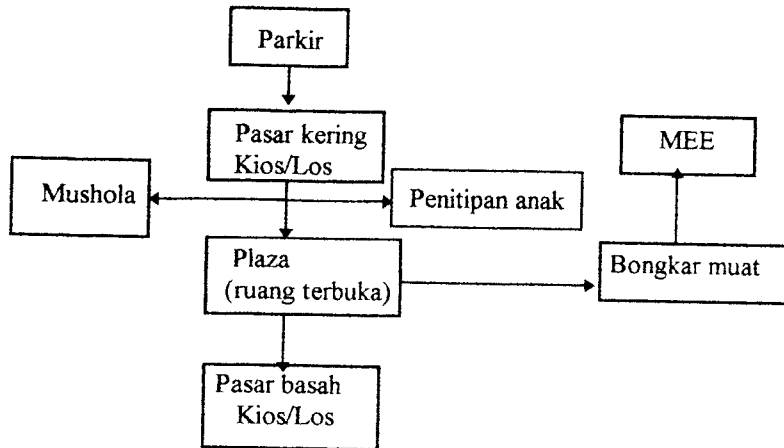 Parkir
Pasar kering
Kios/Los
MEE
Mushola
Penitipan anak
Plaza
(ruang terbuka)
Bongkar muat
Pasar basah
Kios/Los